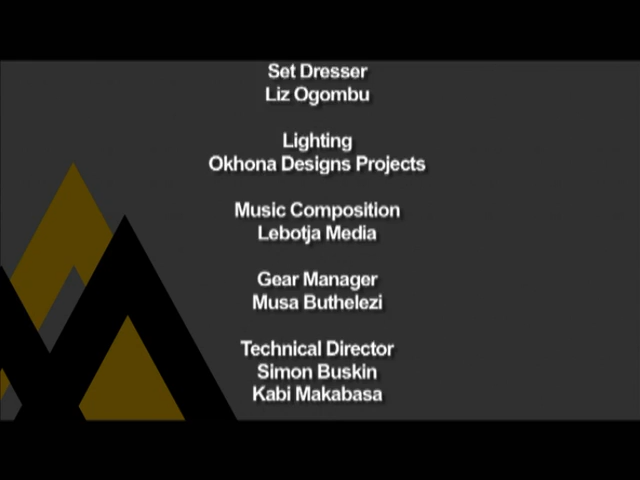 Set Dresser
Liz Ogombu
Lighting
Okhona Designs Projects
Music Composition
Lebotja Media
Gear Manager
Musa Buthelezi
Technical Director
Simon Buskin
Kabi Makabasa